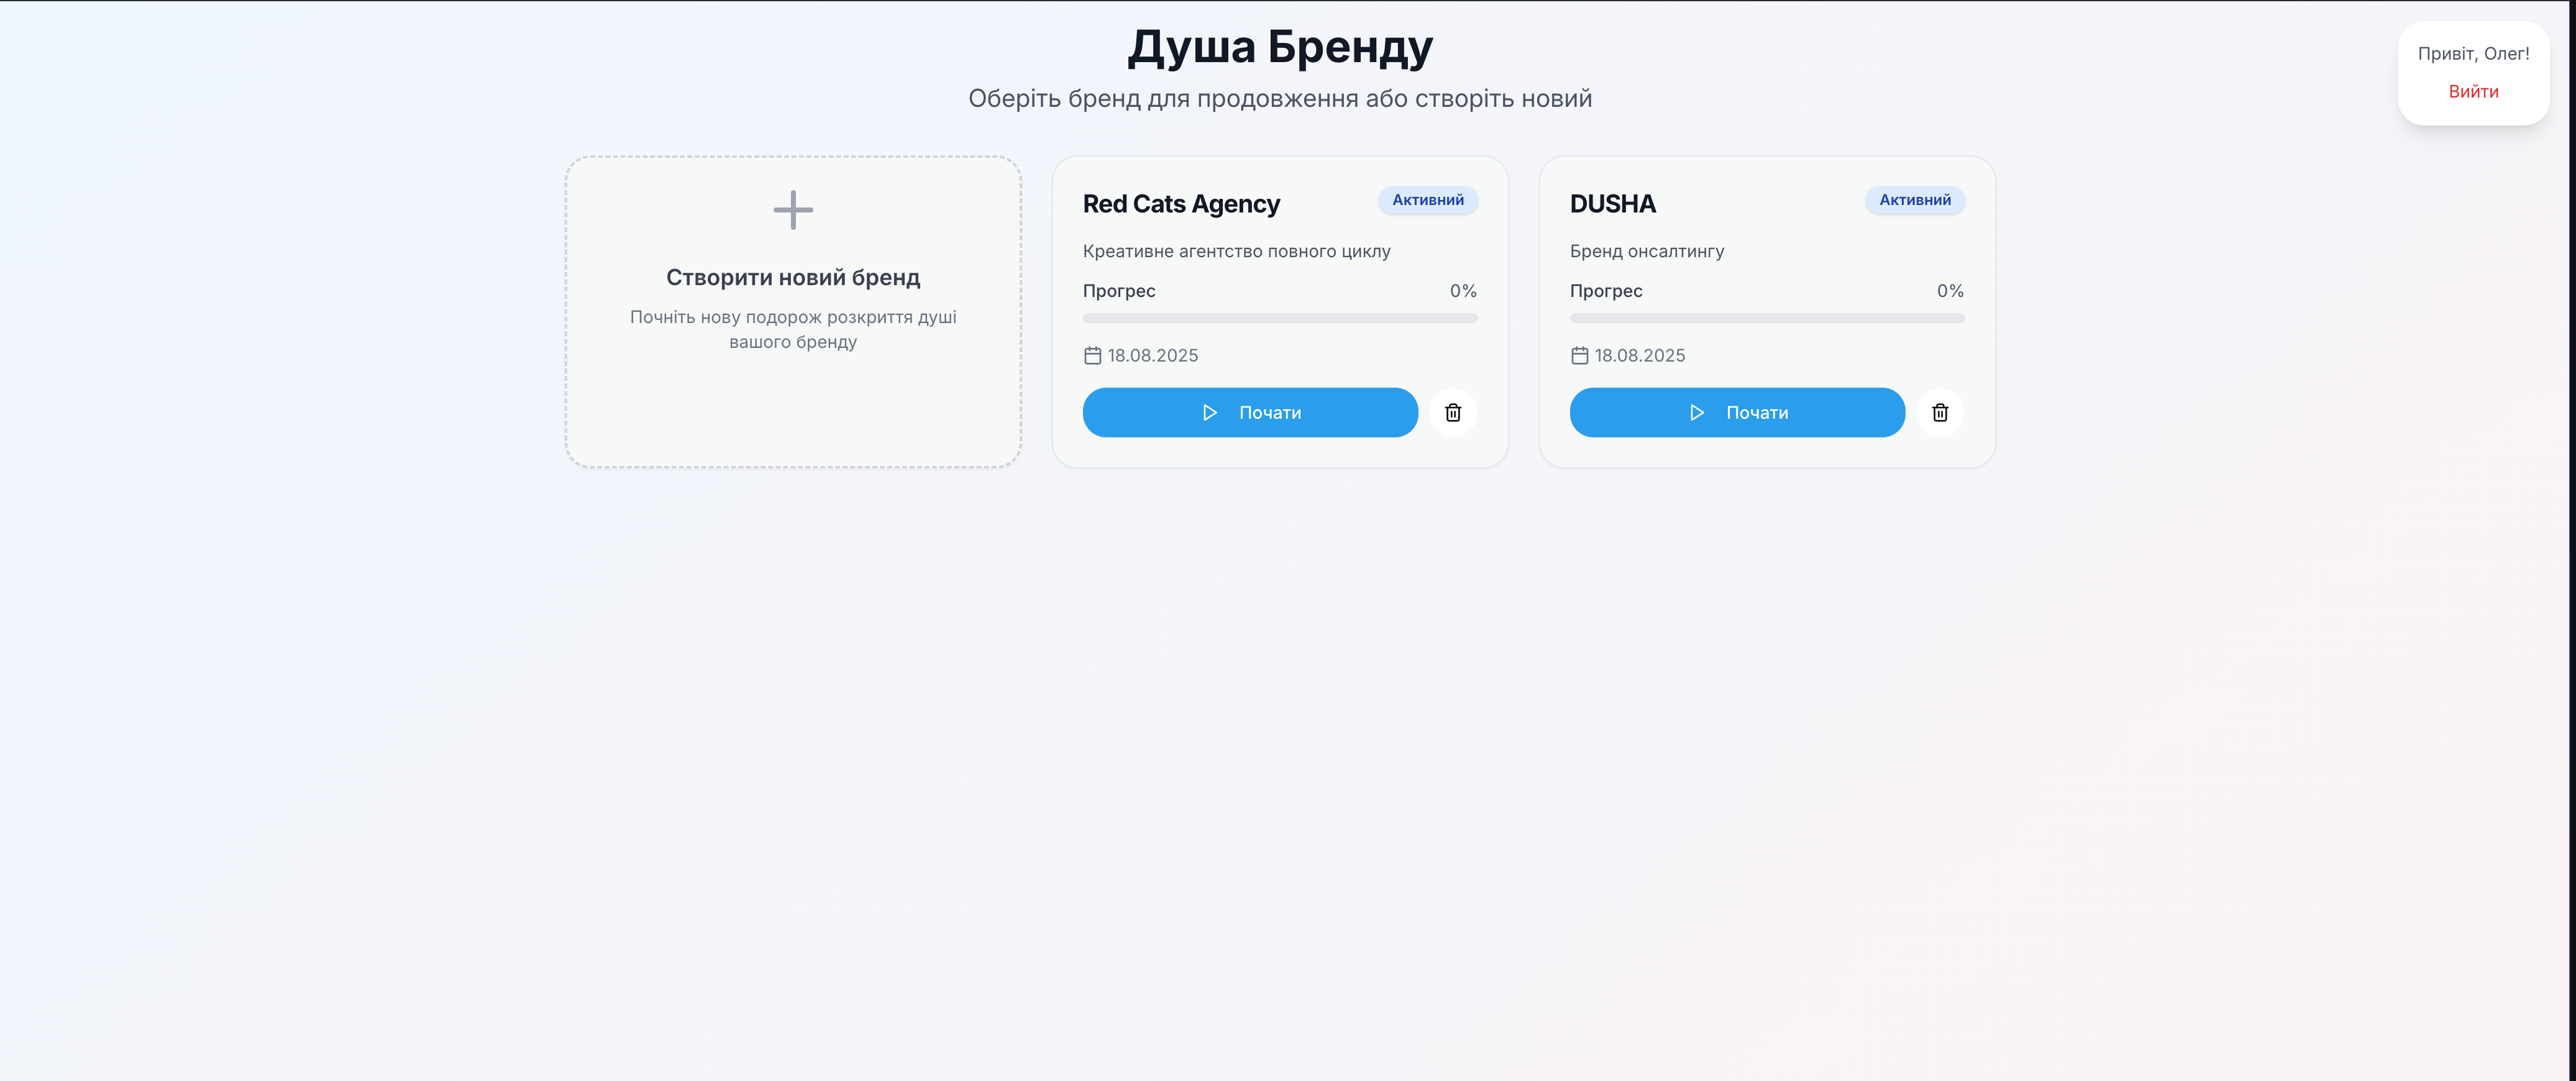 Душа Бренду
Оберіть бренд для продовження або створіть новий
Привіт, Олег!
Вийти
Створити новий бренд
Почніть нову подорож розкриття душі
вашого бренду
Red Cats Agency
Активний
Креативне агентство повного циклу
Прогрес 0%
18.08.2025
Почати
DUSHA
Активний
Бренд онсалтингу
Прогрес 0%
18.08.2025
Почати